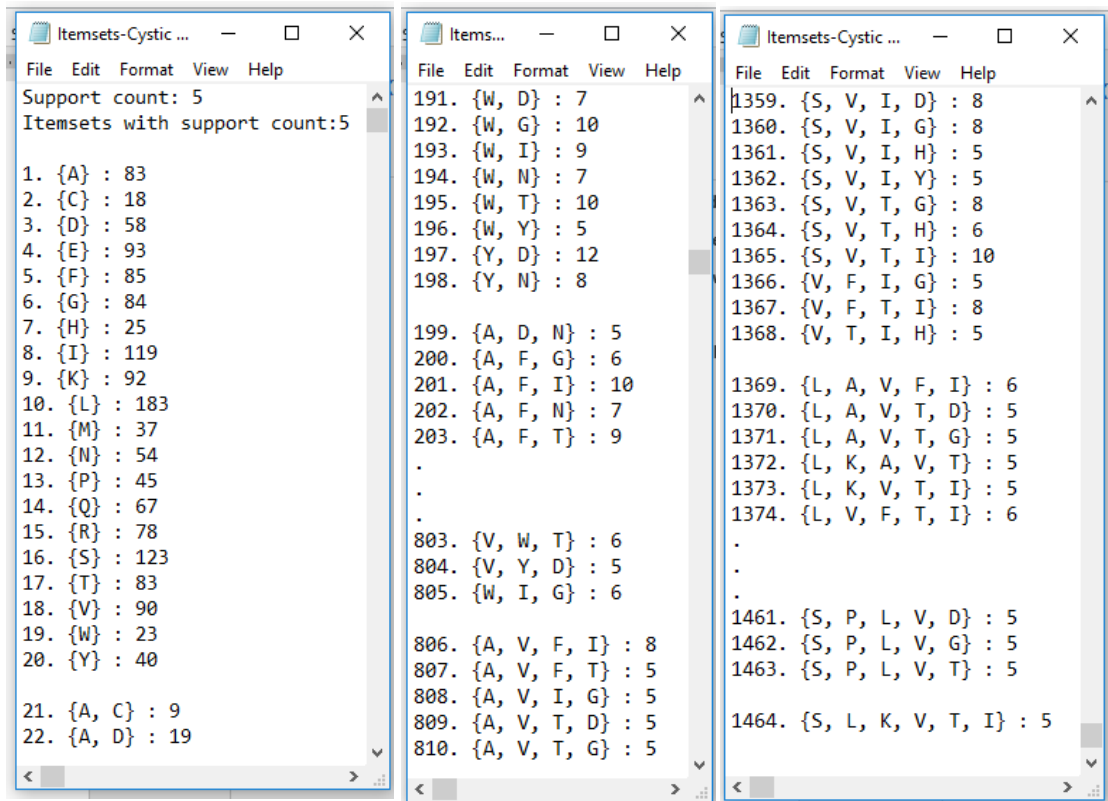 Itemsets-Cystic ...
File Edit Format View Help
Support count: 5
Itemsets with support count:5
1. {A} : 83
2. {C} : 18
3. {D} : 58
4. {E} : 93
5. {F} : 85
6. {G} : 84
7. {H} : 25
8. {I} : 119
9. {K} : 92
10. {L} : 183
11. {M} : 37
12. {N} : 54
13. {P} : 45
14. {Q} : 67
15. {R} : 78
16. {S} : 123
17. {T} : 83
18. {V} : 90
19. {W} : 23
20. {Y} : 40
21. {A, C} : 9
22. {A, D} : 19
Items...
File Edit Format View Help
191. {W, D} : 7
192. {W, G} : 10
193. {W, I} : 9
194. {W, N} : 7
195. {W, T} : 10
196. {W, Y} : 5
197. {Y, D} : 12
198. {Y, N} : 8
199. {A, D, N} : 5
200. {A, F, G} : 6
201. {A, F, I} : 10
202. {A, F, N} : 7
203. {A, F, T} : 9
.
.
.
803. {V, W, T} : 6
804. {V, Y, D} : 5
805. {W, I, G} : 6
806. {A, V, F, I} : 8
807. {A, V, F, T} : 5
808. {A, V, I, G} : 5
809. {A, V, T, D} : 5
810. {A, V, T, G} : 5
Itemsets-Cystic ...
File Edit Format View Help
1359. {S, V, I, D} : 8
1360. {S, V, I, G} : 8
1361. {S, V, I, H} : 5
1362. {S, V, I, Y} : 5
1363. {S, V, T, G} : 8
1364. {S, V, T, H} : 6
1365. {S, V, T, I} : 10
1366. {V, F, I, G} : 5
1367. {V, F, T, I} : 8
1368. {V, T, I, H} : 5
1369. {L, A, V, F, I} : 6
1370. {L, A, V, T, D} : 5
1371. {L, A, V, T, G} : 5
1372. {L, K, A, V, T} : 5
1373. {L, K, V, T, I} : 5
1374. {L, V, F, T, I} : 6
.
.
.
1461. {S, P, L, V, D} : 5
1462. {S, P, L, V, G} : 5
1463. {S, P, L, V, T} : 5
1464. {S, L, K, V, T, I} : 5